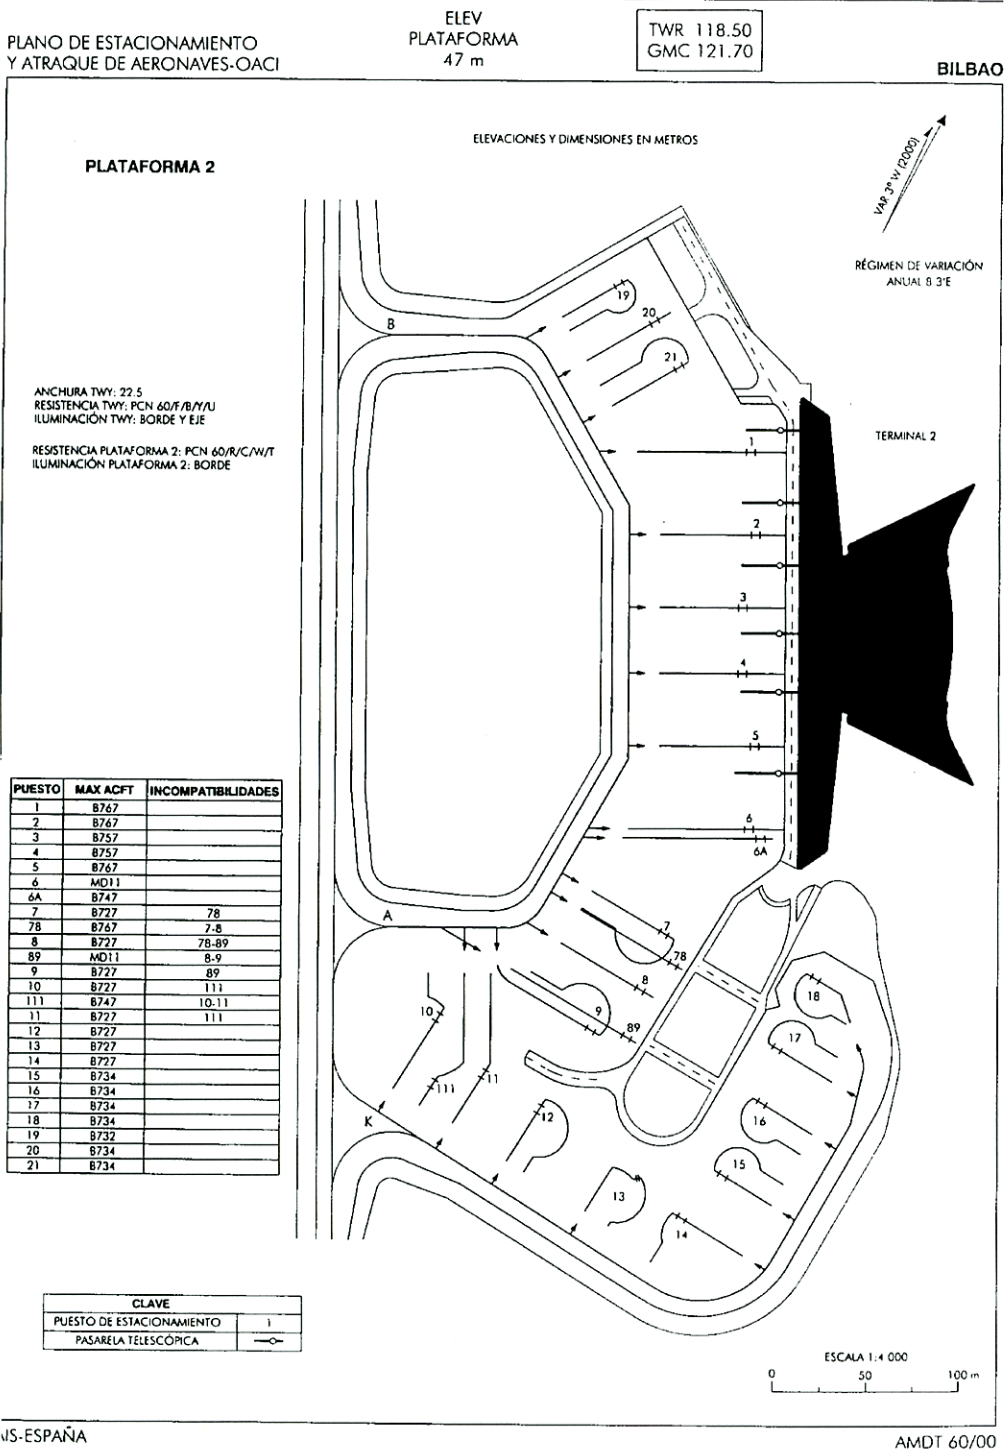 PLANO DE ESTACIONAMIENTO
Y ATRAQUE DE AERONAVES-OACI
ELEV
PLATAFORMA
47 m
TWR 118.50
GMC 121.70
BILBAO
ELEVACIONES Y DIMENSIONES EN METROS
PLATAFORMA 2
VAR 3° W (2000)
RÉGIMEN DE VARIACIÓN
ANUAL 8 3'E
ANCHURA TWY: 22.5
RESISTENCIA TWY: PCN 60/F/B/Y/U
ILUMINACIÓN TWY: BORDE Y EJE
RESISTENCIA PLATAFORMA 2: PCN 60/R/C/W/T
ILUMINACIÓN PLATAFORMA 2: BORDE
B
19
20
21
TERMINAL 2
1
2
3
4
5
6
6A
PUESTO MAX ACFT INCOMPATIBILIDADES
1 B767
2 B767
3 B757
4 B757
5 B767
6 MD11
6A B747
7 B727 78
78 B767 7-8
8 B727 78-89
89 MD11 8-9
9 B727 89
10 B727 111
111 B747 10-11
11 B727 111
12 B727
13 B727
14 B727
15 B734
16 B734
17 B734
18 B734
19 B732
20 B734
21 B734
A
7
78
8
9
89
10
111
11
K
12
13
14
15
16
17
18
CLAVE
PUESTO DE ESTACIONAMIENTO 1
PASARELA TELESCÓPICA
ESCALA 1:4 000
0 50 100 m
AIS-ESPAÑA
AMDT 60/00